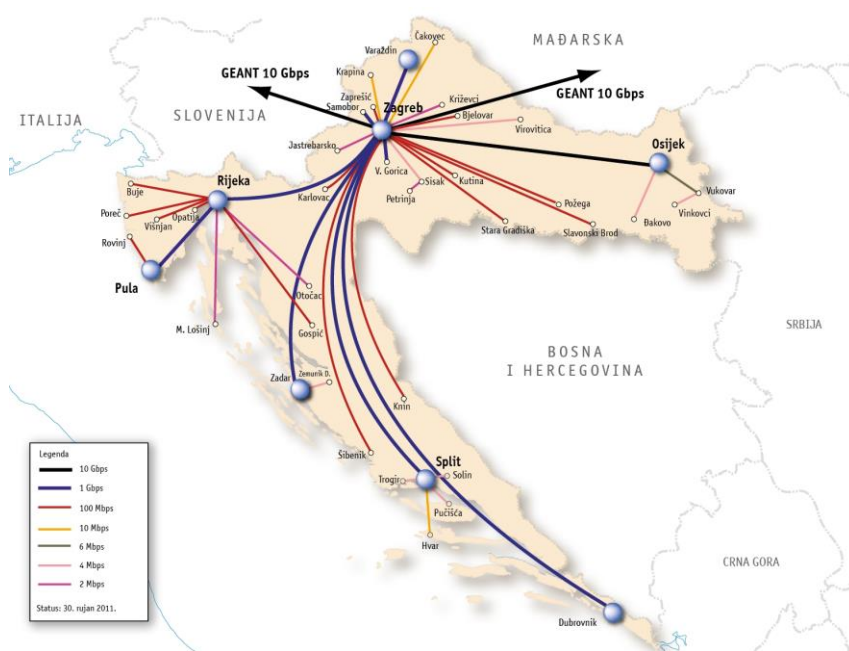 Čakovec
MAĐARSKA
Varaždin
GEANT 10 Gbps
Krapina
GEANT 10 Gbps
Zaprešić
Samobor
Zagreb
Križevci
Bjelovar
Virovitica
ITALIJA
SLOVENIJA
Jastrebarsko
V. Gorica
Osijek
Rijeka
Karlovac
Sisak
Petrinja
Kutina
Vukovar
Vinkovci
Đakovo
Buje
Poreč
Višnjan
Opatija
Rovinj
Pula
Požega
Stara Gradiška
Slavonski Brod
Otočac
M. Lošinj
Gospić
SRBIJA
BOSNA
I HERCEGOVINA
Zadar
Zemunik D.
Knin
Šibenik
Split
Trogir
Solin
Pučišća
Hvar
CRNA GORA
Dubrovnik
Legenda
10 Gbps
1 Gbps
100 Mbps
10 Mbps
6 Mbps
4 Mbps
2 Mbps
Status: 30. rujan 2011.